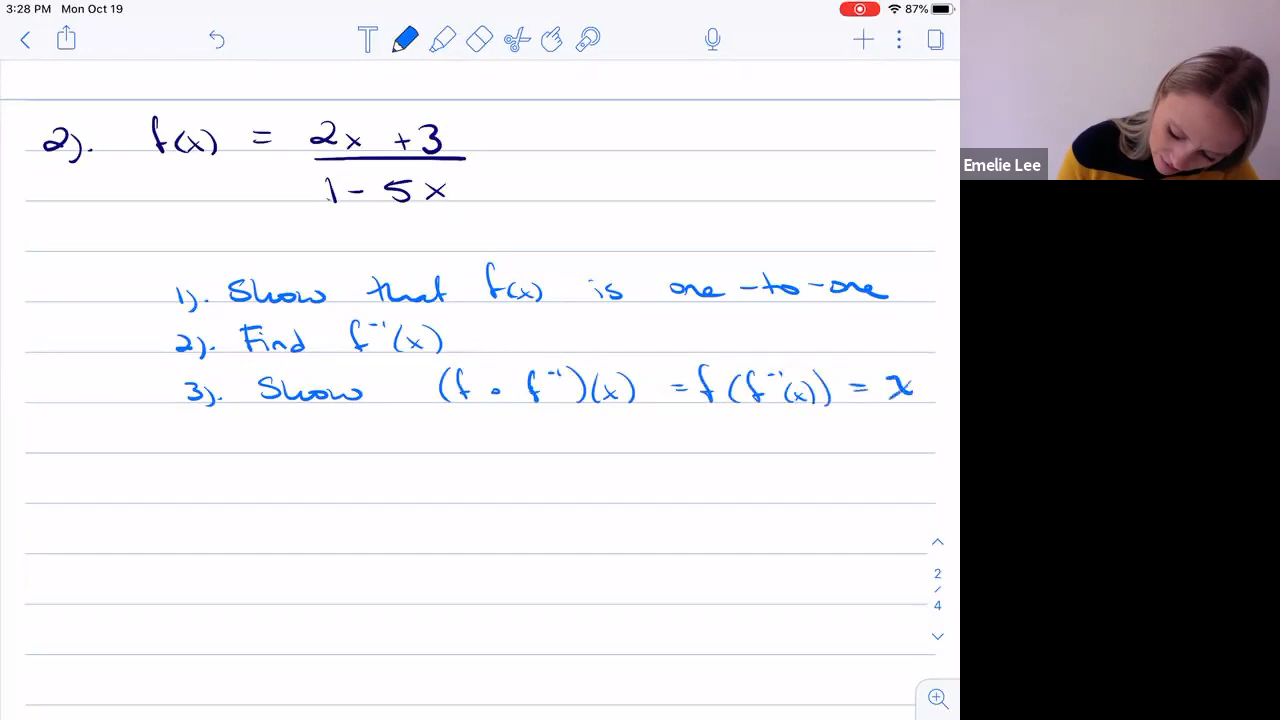 3:28 PM Mon Oct 19
87%
2). f(x) = 2x + 3
1 - 5x
1). Show that f(x) is one-to-one
2). Find f⁻¹(x)
3). Show (f ∘ f⁻¹)(x) = f(f⁻¹(x)) = x
Emelie Lee
2
/
4